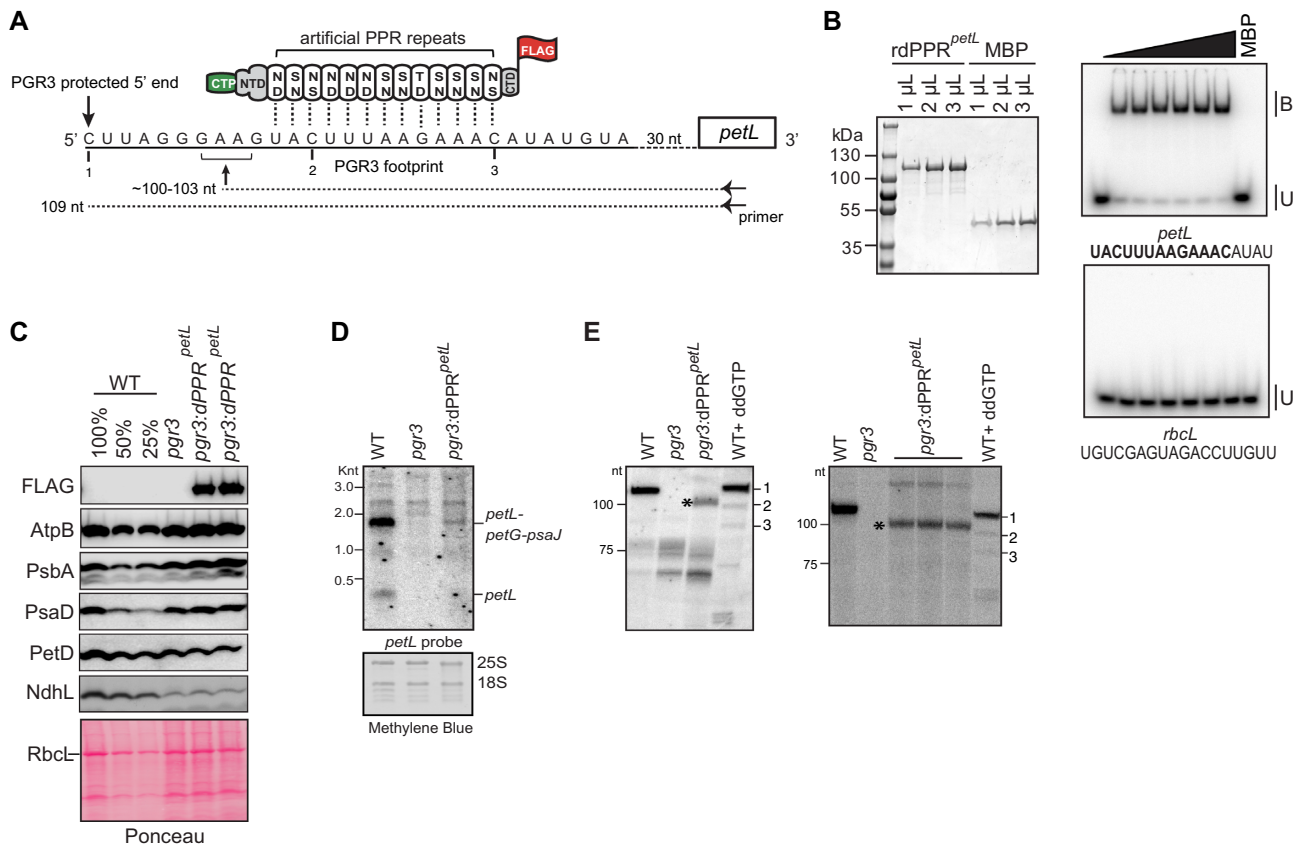 A
artificial PPR repeats
FLAG
CTP NTD N S N N N N S S T S S S S CTD
D N S D D D N N D N N N S
PGR3 protected 5’ end
5’ C U U A G G G A A G U A C U U U A A G A A A C A U A U G U A 30 nt petL 3’
1 2 PGR3 footprint 3
~100-103 nt
109 nt
primer
B
rdPPR^petL MBP
1 µL 2 µL 3 µL 1 µL 2 µL 3 µL
kDa
130
100
55
35
MBP
B
U
petL
UACUUUAAGAAACAUAU
U
rbcL
UGUCGAGUAGACCUUGUU
C
WT
100% 50% 25% pgr3 pgr3:dPPR^petL pgr3:dPPR^petL
FLAG
AtpB
PsbA
PsaD
PetD
NdhL
RbcL
Ponceau
D
WT pgr3 pgr3:dPPR^petL
Knt
3.0
2.0
1.0
0.5
petL-
petG-psaJ
petL
petL probe
25S
18S
Methylene Blue
E
WT pgr3 pgr3:dPPR^petL WT+ ddGTP
nt
100
75
*
1
2
3
WT pgr3 pgr3:dPPR^petL WT+ ddGTP
nt
100
75
*
1
2
3